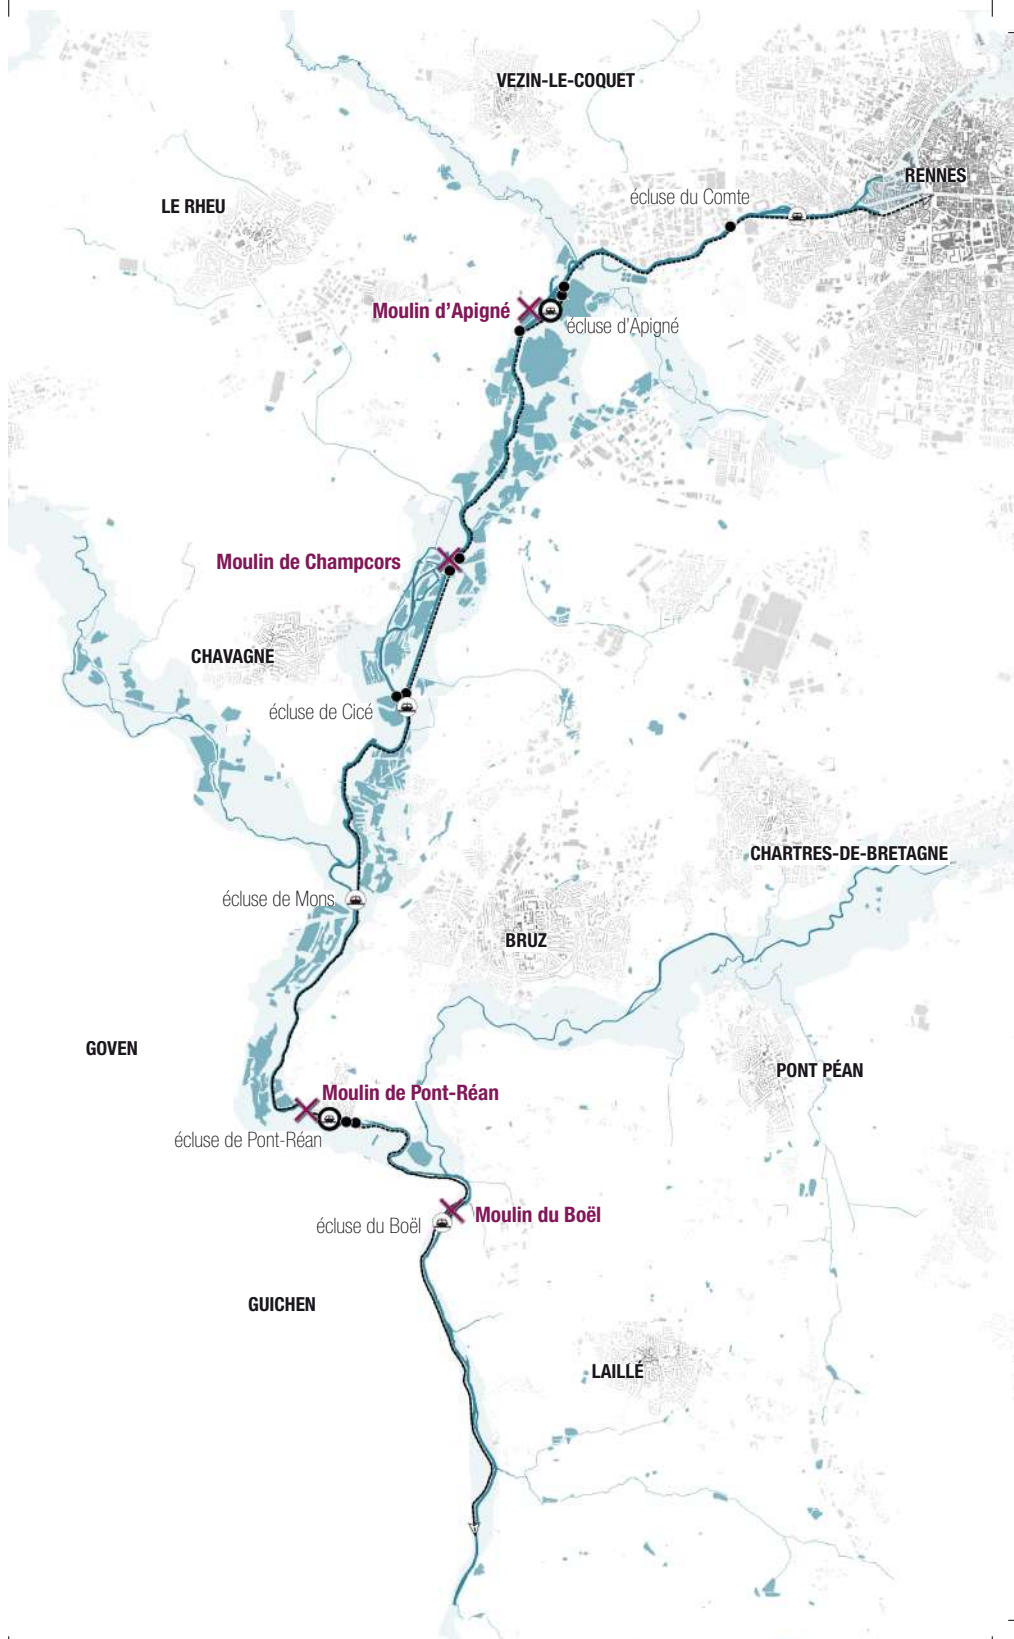 VEZIN-LE-COQUET
RENNES
écluse du Comte
LE RHEU
Moulin d'Apigné
écluse d'Apigné
Moulin de Champcors
CHAVAGNE
écluse de Cicé
CHARTRES-DE-BRETAGNE
écluse de Mons
BRUZ
GOVEN
PONT PÉAN
Moulin de Pont-Réan
écluse de Pont-Réan
Moulin du Boël
écluse du Boël
GUICHEN
LAILLÉ